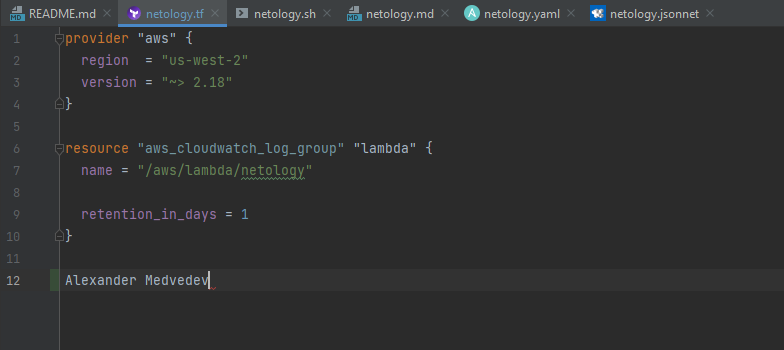 README.md netology.tf netology.sh netology.md netology.yaml netology.jsonnet
1 provider "aws" {
2 region  = "us-west-2"
3 version = "~> 2.18"
4 }
5
6 resource "aws_cloudwatch_log_group" "lambda" {
7 name = "/aws/lambda/netology"
8
9 retention_in_days = 1
10 }
11
12 Alexander Medvedev